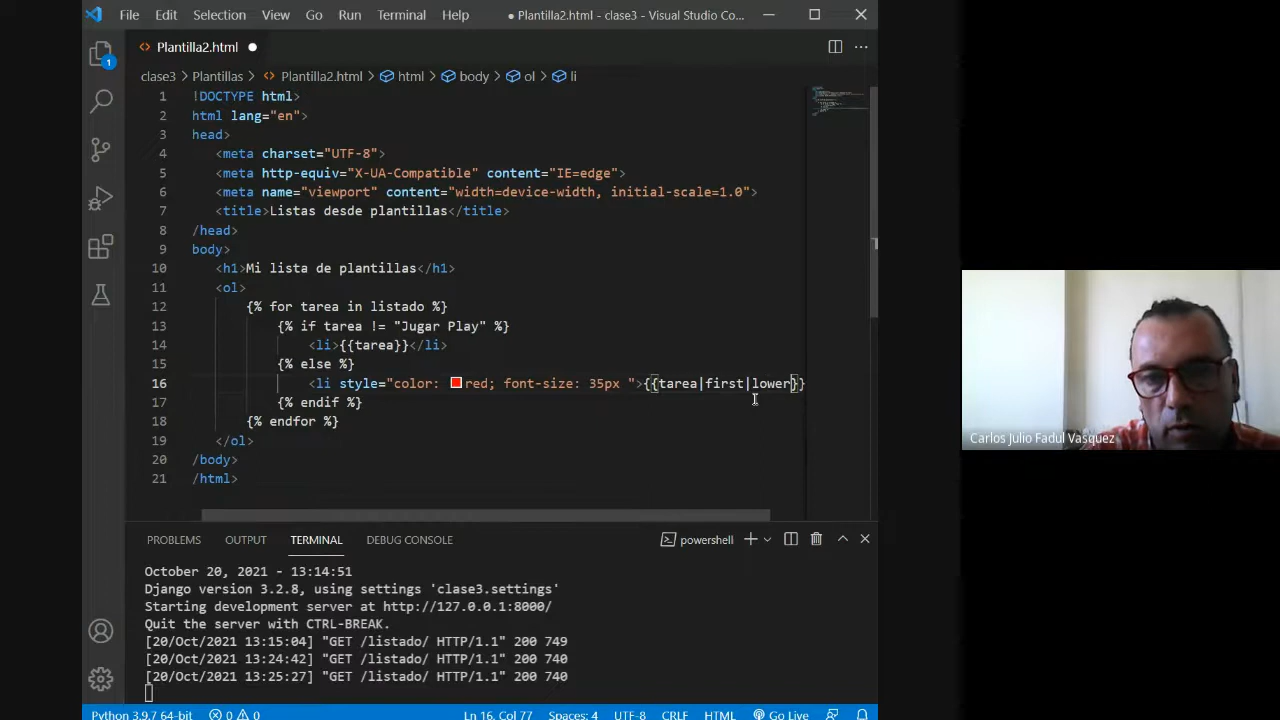 File Edit Selection View Go Run Terminal Help ● Plantilla2.html - clase3 - Visual Studio Co...
Plantilla2.html
clase3 > Plantillas > Plantilla2.html > html > body > ol > li
1 !DOCTYPE html>
2 html lang="en">
3 head>
4 <meta charset="UTF-8">
5 <meta http-equiv="X-UA-Compatible" content="IE=edge">
6 <meta name="viewport" content="width=device-width, initial-scale=1.0">
7 <title>Listas desde plantillas</title>
8 /head>
9 body>
10 <h1>Mi lista de plantillas</h1>
11 <ol>
12 {% for tarea in listado %}
13 {% if tarea != "Jugar Play" %}
14 <li>{{tarea}}</li>
15 {% else %}
16 <li style="color: red; font-size: 35px ">{{tarea|first|lower}}
17 {% endif %}
18 {% endfor %}
19 </ol>
20 /body>
21 /html>
PROBLEMS OUTPUT TERMINAL DEBUG CONSOLE powershell
October 20, 2021 - 13:14:51
Django version 3.2.8, using settings 'clase3.settings'
Starting development server at http://127.0.0.1:8000/
Quit the server with CTRL-BREAK.
[20/Oct/2021 13:15:04] "GET /listado/ HTTP/1.1" 200 749
[20/Oct/2021 13:24:42] "GET /listado/ HTTP/1.1" 200 740
[20/Oct/2021 13:25:27] "GET /listado/ HTTP/1.1" 200 740
Python 3.9.7 64-bit 0 0 Ln 16, Col 77 Spaces: 4 UTF-8 CRLF HTML Go Live
1
Carlos Julio Fadul Vasquez